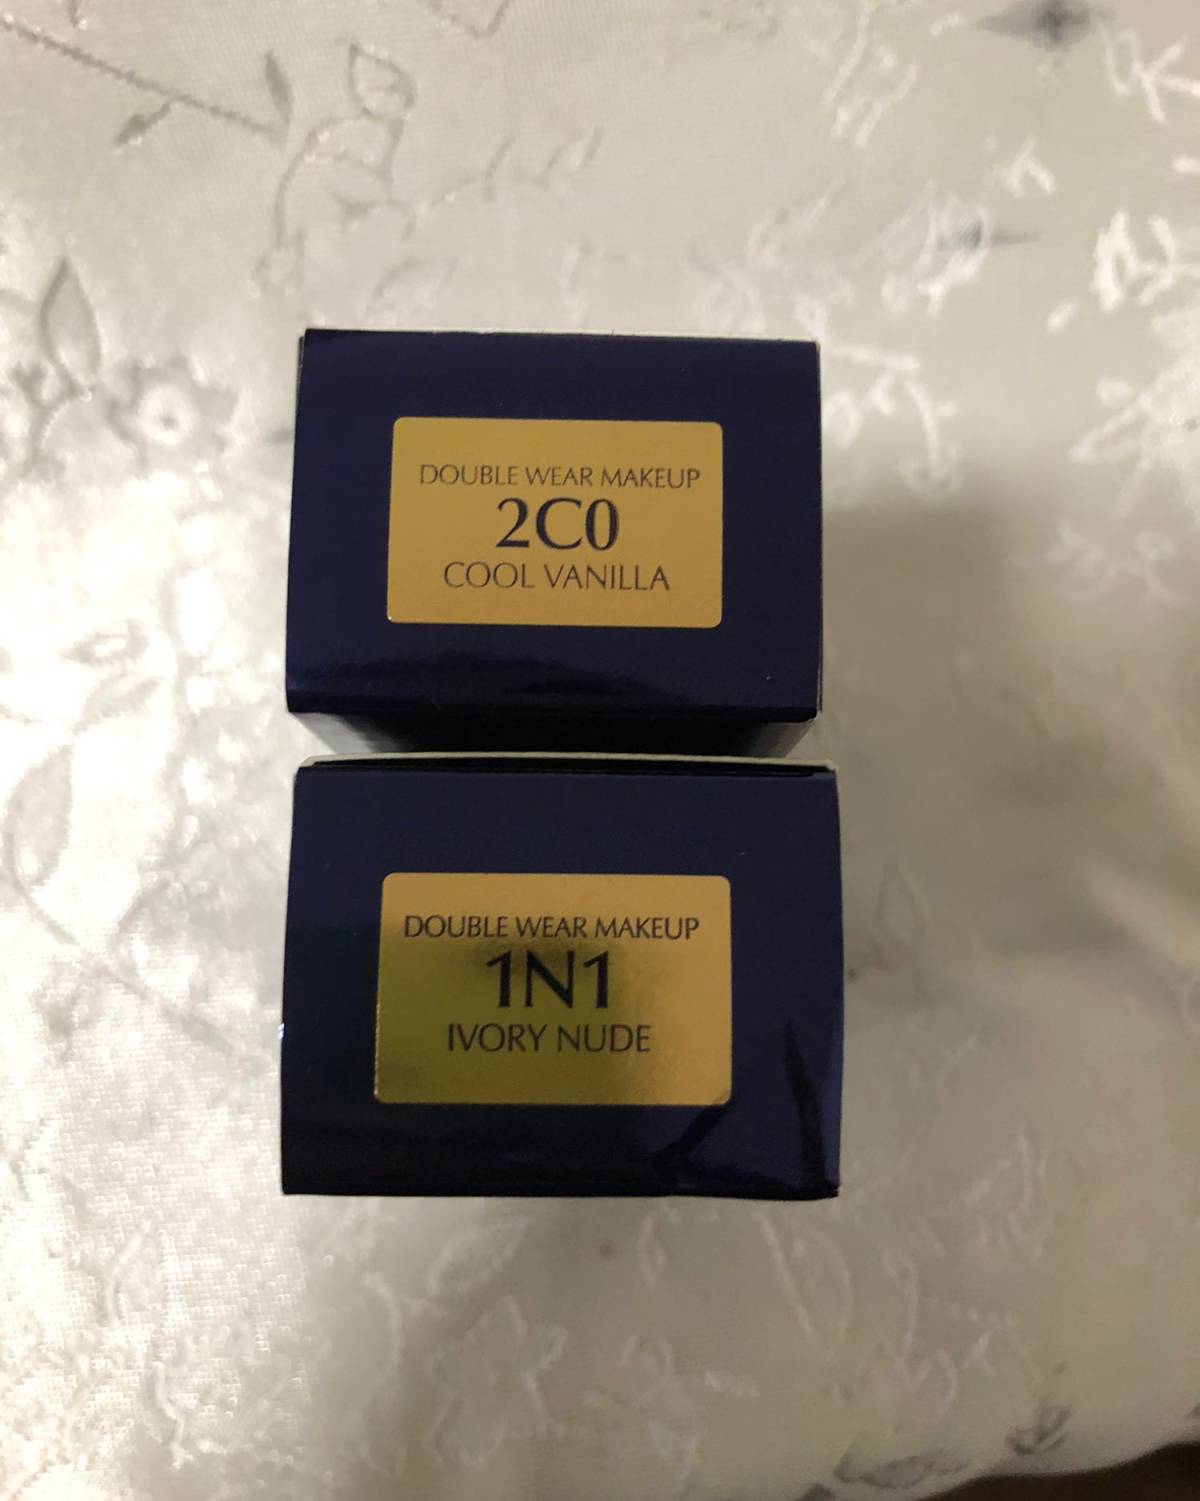 DOUBLE WEAR MAKEUP
2C0
COOL VANILLA
DOUBLE WEAR MAKEUP
1N1
IVORY NUDE